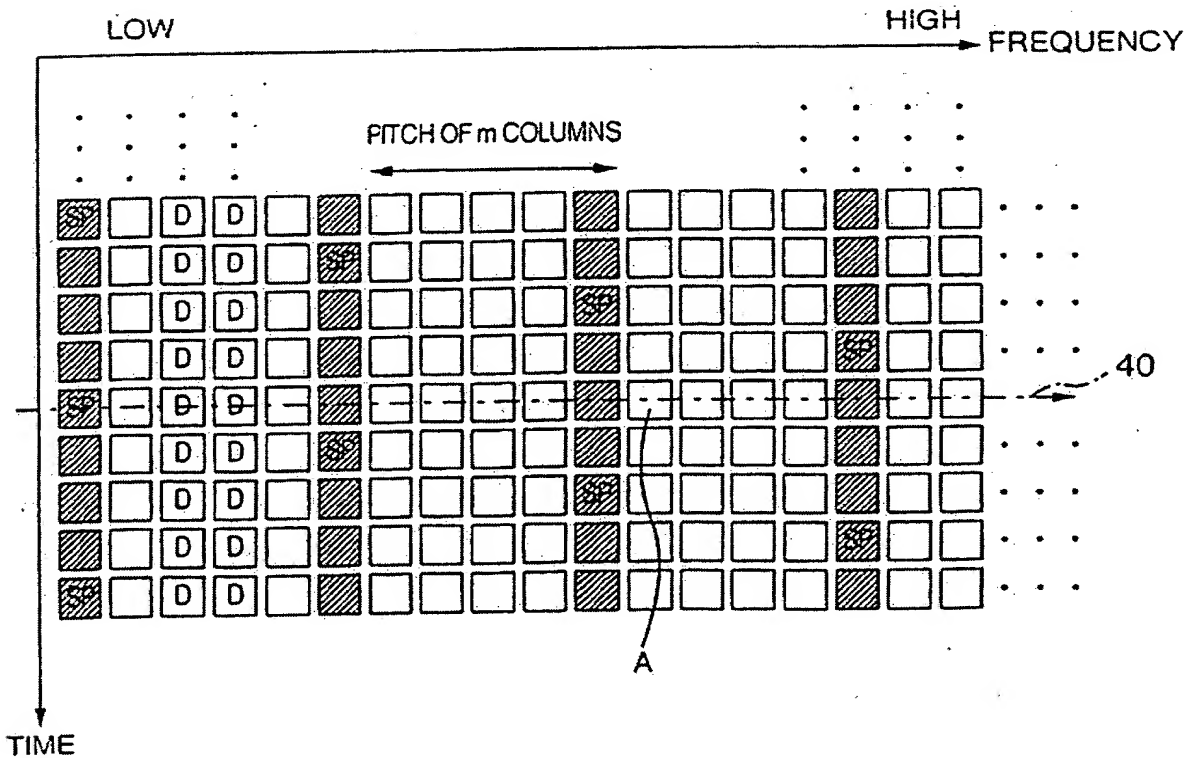 LOW HIGH
FREQUENCY
PITCH OF m COLUMNS
SP D D
D D SP
D D SP
D D SP
SP D D
40
D D SP
D D SP
D D SP
SP D D
A
TIME